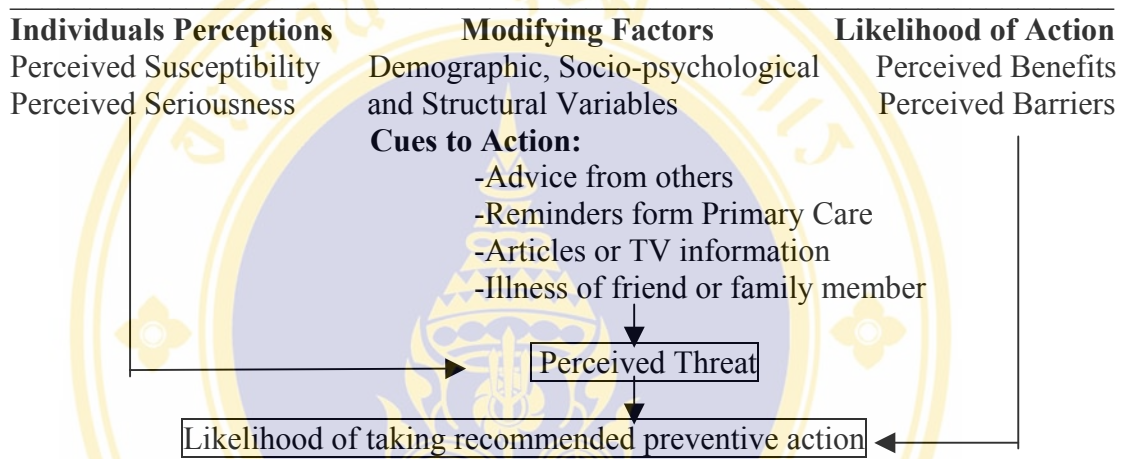 Individuals Perceptions Modifying Factors Likelihood of Action
Perceived Susceptibility Demographic, Socio-psychological Perceived Benefits
Perceived Seriousness and Structural Variables Perceived Barriers
Cues to Action:
-Advice from others
-Reminders form Primary Care
-Articles or TV information
-Illness of friend or family member
Perceived Threat
Likelihood of taking recommended preventive action